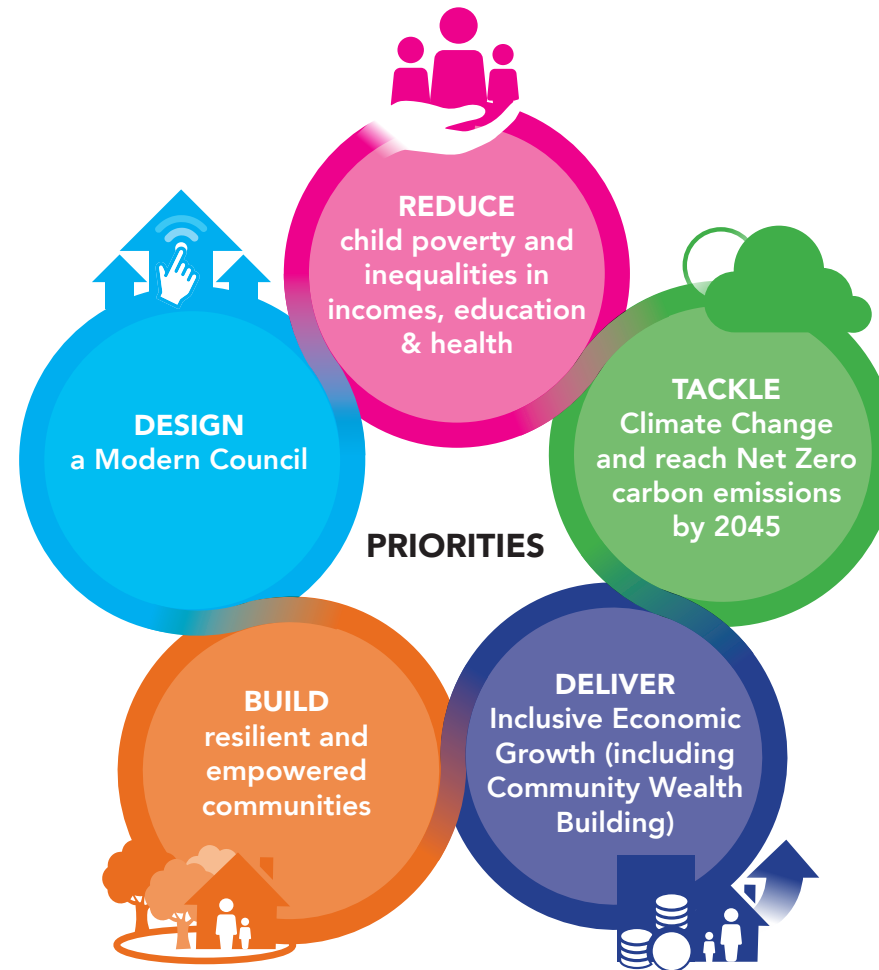 REDUCE
child poverty and
inequalities in
incomes, education
& health
TACKLE
Climate Change
and reach Net Zero
carbon emissions
by 2045
DELIVER
Inclusive Economic
Growth (including
Community Wealth
Building)
BUILD
resilient and
empowered
communities
DESIGN
a Modern Council
PRIORITIES